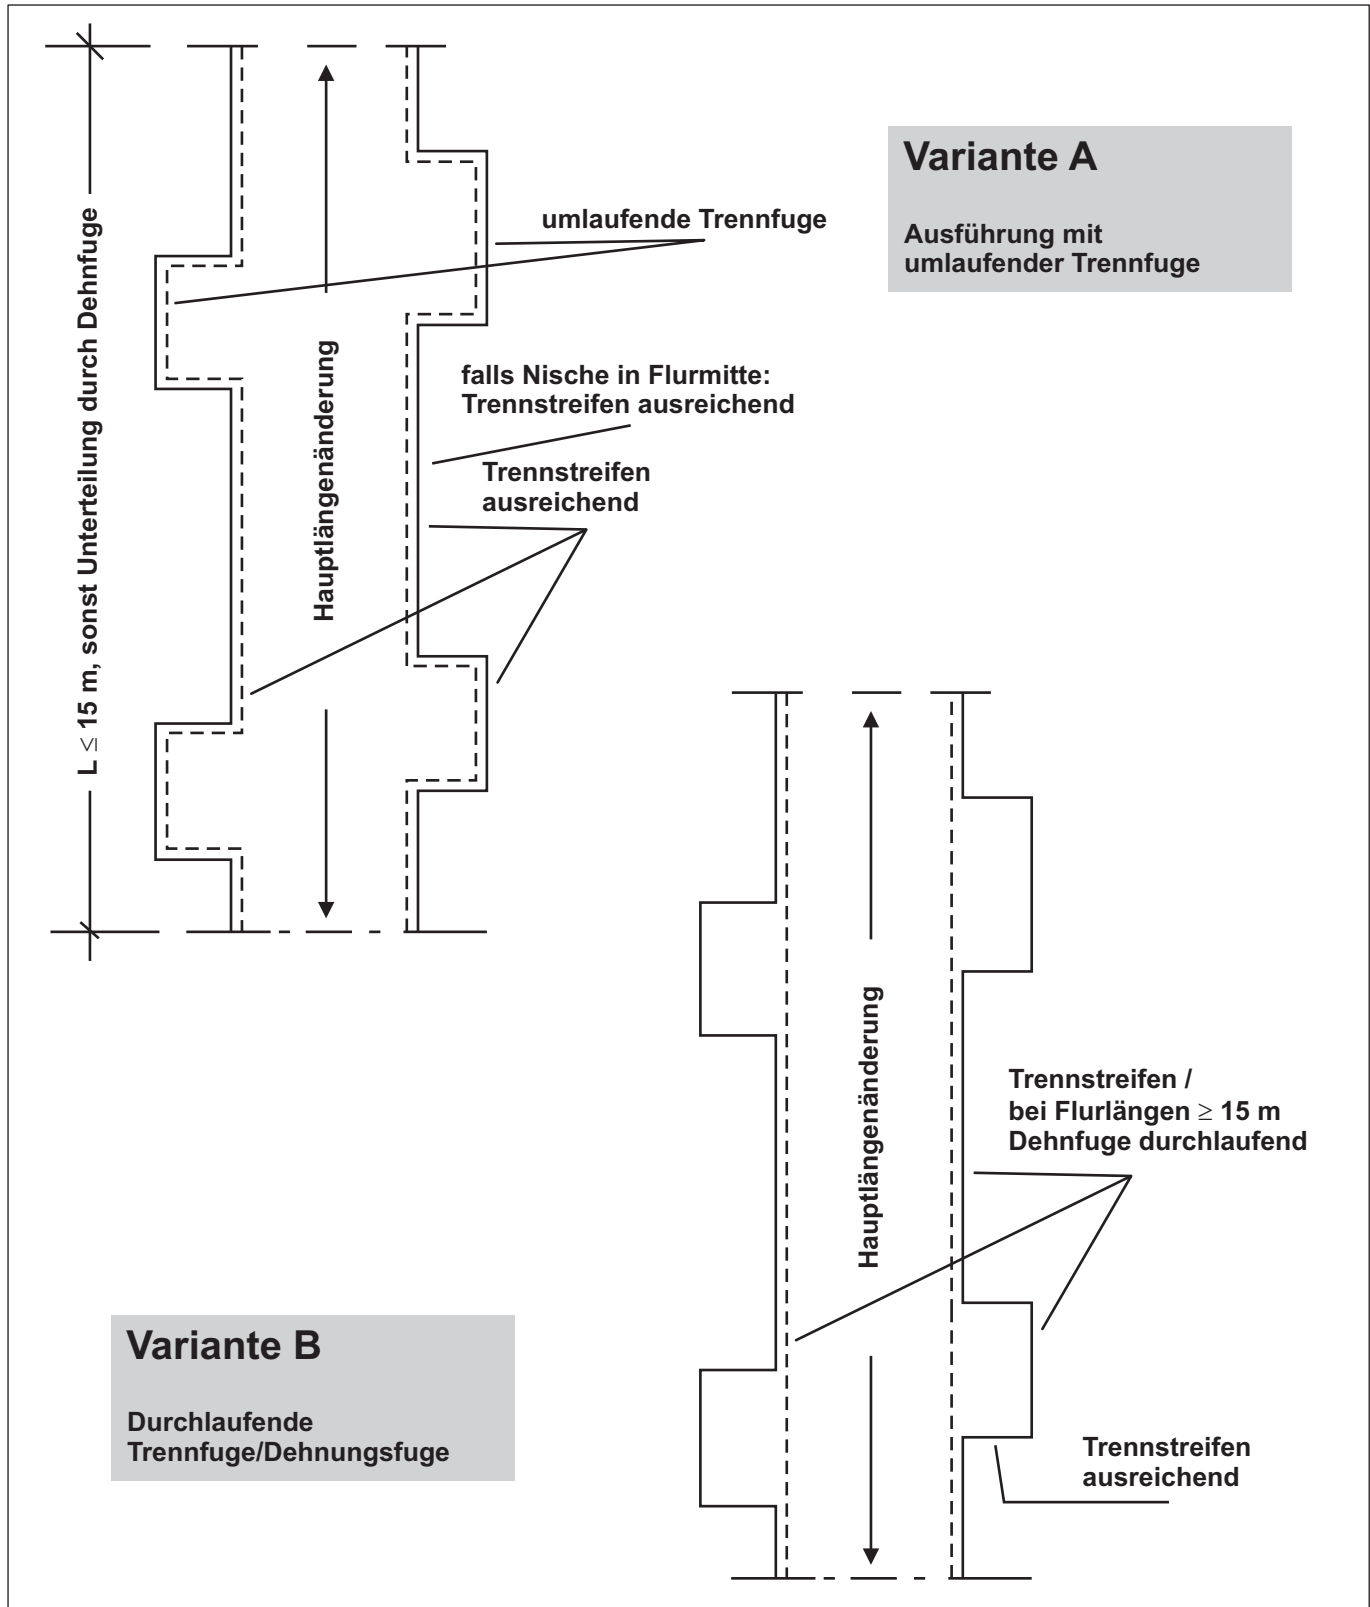 Variante A
Ausführung mit
umlaufender Trennfuge
umlaufende Trennfuge
L ≤ 15 m, sonst Unterteilung durch Dehnfuge
Hauptlängenänderung
falls Nische in Flurmitte:
Trennstreifen ausreichend
Trennstreifen
ausreichend
Hauptlängenänderung
Trennstreifen /
bei Flurlängen ≥ 15 m
Dehnfuge durchlaufend
Variante B
Durchlaufende
Trennfuge/Dehnungsfuge
Trennstreifen
ausreichend